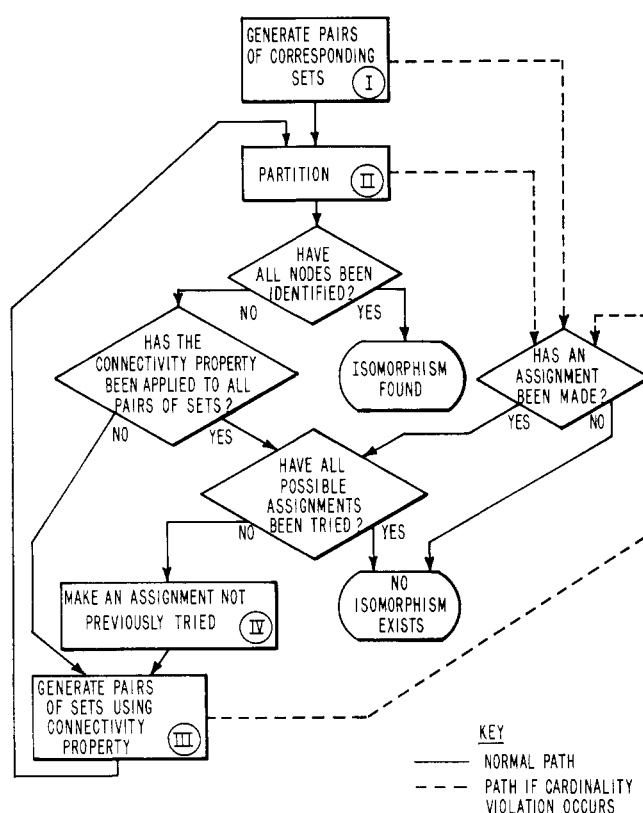 GENERATE PAIRS
OF CORRESPONDING
SETS
I
PARTITION
II
HAVE
ALL NODES BEEN
IDENTIFIED?
NO
YES
HAS THE
CONNECTIVITY PROPERTY
BEEN APPLIED TO ALL
PAIRS OF SETS?
NO
YES
ISOMORPHISM
FOUND
HAS AN
ASSIGNMENT
BEEN MADE?
YES
NO
HAVE ALL
POSSIBLE
ASSIGNMENTS
BEEN TRIED?
NO
YES
MAKE AN ASSIGNMENT NOT
PREVIOUSLY TRIED
IV
NO
ISOMORPHISM
EXISTS
GENERATE PAIRS
OF SETS USING
CONNECTIVITY
PROPERTY
III
KEY
NORMAL PATH
PATH IF CARDINALITY
VIOLATION OCCURS